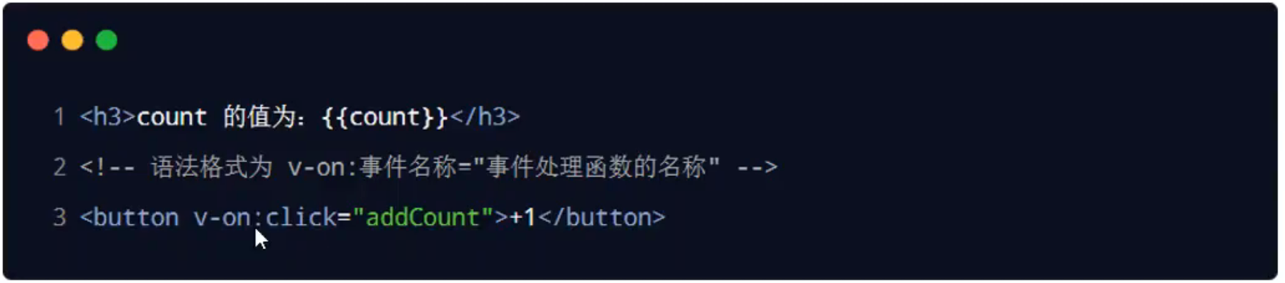 1 <h3>count 的值为：{{count}}</h3>
2 <!-- 语法格式为 v-on:事件名称="事件处理函数的名称" -->
3 <button v-on:click="addCount">+1</button>